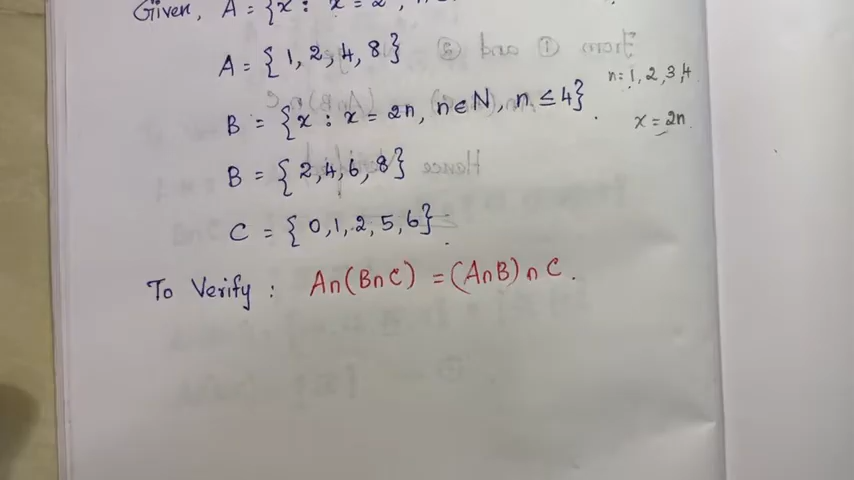 Given, A = {x : x = 2
A = {1, 2, 4, 8}
B = {x : x = 2n, n∈N, n ≤ 4}.
n = 1, 2, 3, 4
x = 2n.
B = {2, 4, 6, 8}
C = {0, 1, 2, 5, 6}.
To Verify : A∩(B∩C) = (A∩B)∩C.